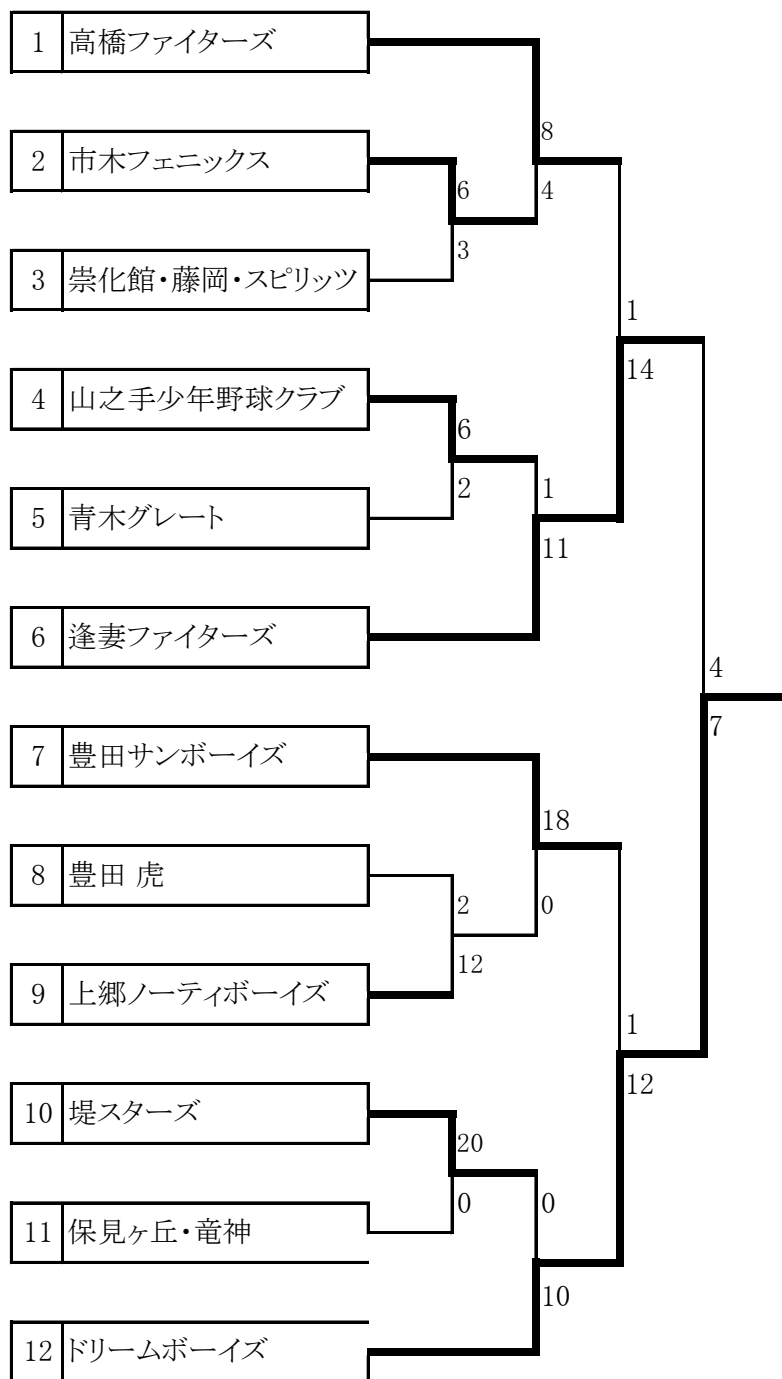 1 高橋ファイターズ
8
2 市木フェニックス
6
4
3
3 崇化館・藤岡・スピリッツ
1
14
4 山之手少年野球クラブ
6
2
1
5 青木グレート
11
6 逢妻ファイターズ
4
7
7 豊田サンボーイズ
18
8 豊田 虎
2
0
12
9 上郷ノーティボーイズ
1
12
10 堤スターズ
20
0
0
11 保見ヶ丘・竜神
10
12 ドリームボーイズ